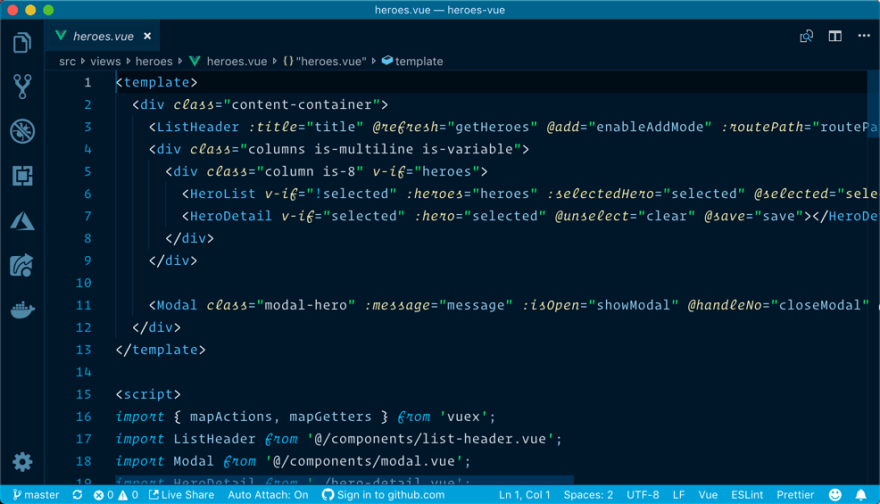 heroes.vue — heroes-vue
heroes.vue ×
src views heroes heroes.vue {} "heroes.vue" template
1 <template>
2 <div class="content-container">
3 <ListHeader :title="title" @refresh="getHeroes" @add="enableAddMode" :routePath="routePa
4 <div class="columns is-multiline is-variable">
5 <div class="column is-8" v-if="heroes">
6 <HeroList v-if="!selected" :heroes="heroes" :selectedHero="selected" @selected="sele
7 <HeroDetail v-if="selected" :hero="selected" @unselect="clear" @save="save"></HeroDe
8 </div>
9 </div>
10
11 <Modal class="modal-hero" :message="message" :isOpen="showModal" @handleNo="closeModal"
12 </div>
13 </template>
14
15 <script>
16 import { mapActions, mapGetters } from 'vuex';
17 import ListHeader from '@/components/list-header.vue';
18 import Modal from '@/components/modal.vue';
19 import HeroDetail from './hero-detail.vue';
master 0 0 Live Share Auto Attach: On Sign in to github.com Ln 1, Col 1 Spaces: 2 UTF-8 LF Vue ESLint Prettier